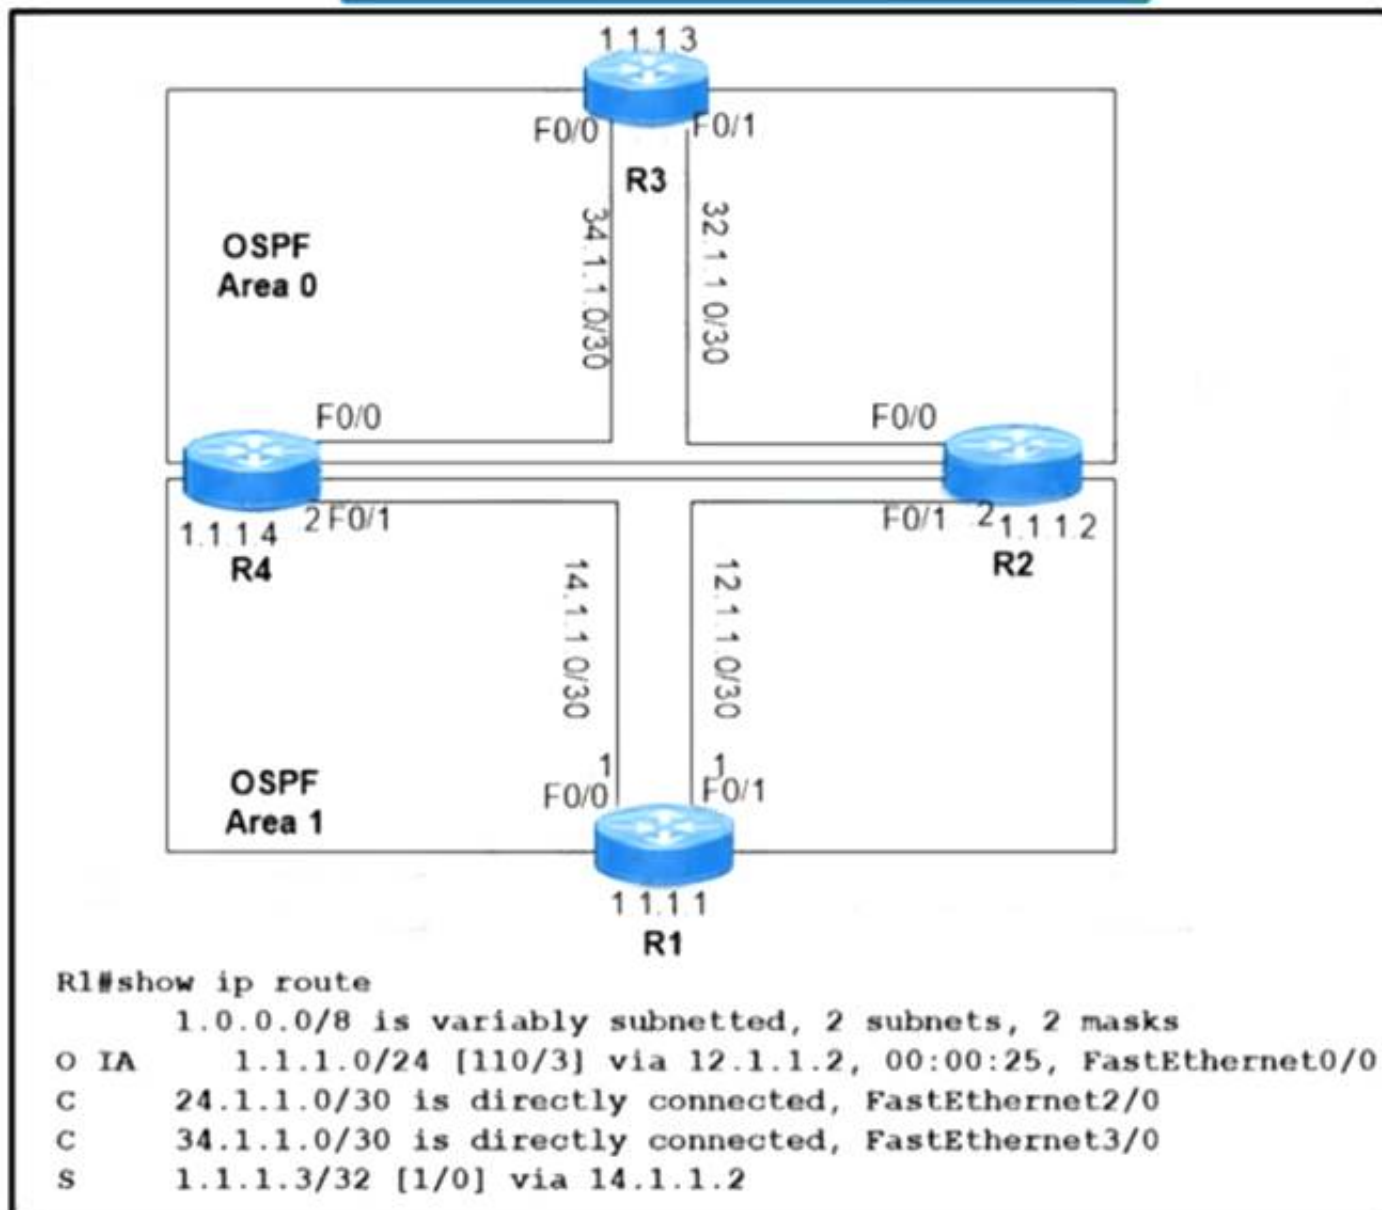 1 1.1.3
F0/0
F0/1
R3
34.1.1.0/30
32.1.1 0/30
OSPF
Area 0
F0/0
F0/0
2 F0/1
F0/1 .2
1.1.1.4
1.1 1.2
R4
R2
14.1.1 0/30
12.1.1 0/30
OSPF
Area 1
1
1
F0/0
F0/1
1 1.1 1
R1
R1#show ip route
1.0.0.0/8 is variably subnetted, 2 subnets, 2 masks
O IA 1.1.1.0/24 [110/3] via 12.1.1.2, 00:00:25, FastEthernet0/0
C 24.1.1.0/30 is directly connected, FastEthernet2/0
C 34.1.1.0/30 is directly connected, FastEthernet3/0
S 1.1.1.3/32 [1/0] via 14.1.1.2